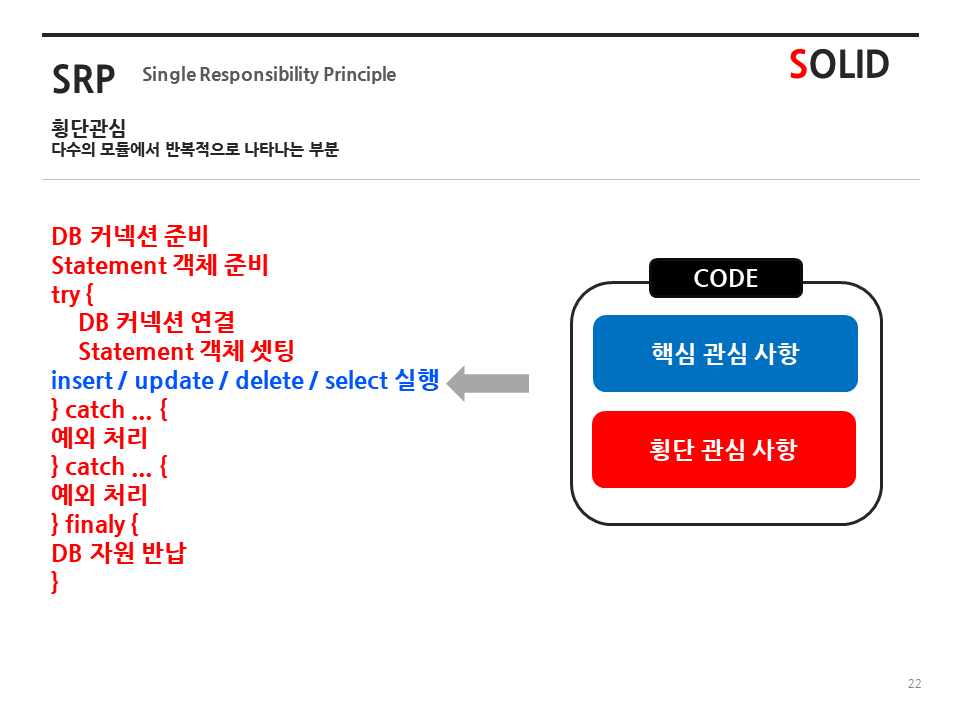 SRP
Single Responsibility Principle
SOLID
횡단관심
다수의 모듈에서 반복적으로 나타나는 부분
DB 커넥션 준비
Statement 객체 준비
try {
DB 커넥션 연결
Statement 객체 셋팅
insert / update / delete / select 실행
} catch ... {
예외 처리
} catch ... {
예외 처리
} finaly {
DB 자원 반납
}
CODE
핵심 관심 사항
횡단 관심 사항
22